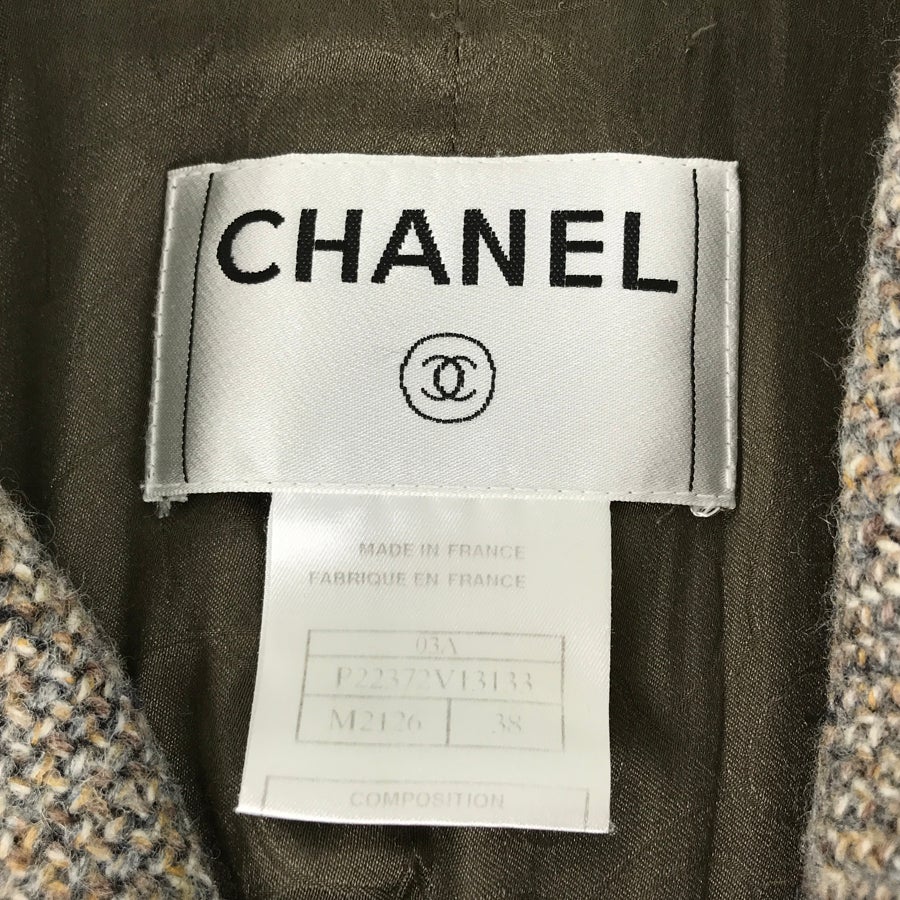 CHANEL
MADE IN FRANCE
FABRIQUE EN FRANCE
03A
P22372V13133
M2126 38
COMPOSITION